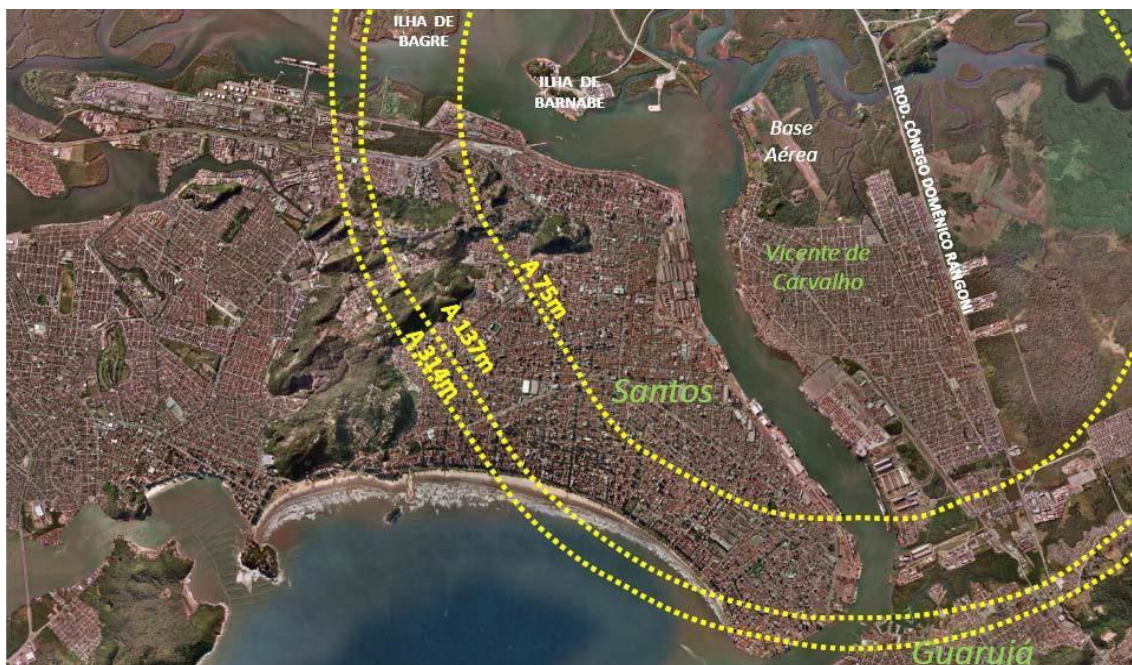 ILHA DE
BAGRE
ILHA DE
BARNABÉ
Base
Aérea
ROD. CÔNEGO DOMÊNICO RANGONI
Vicente de
Carvalho
A 75m
A 137m
A 314m
Santos
Guarujá